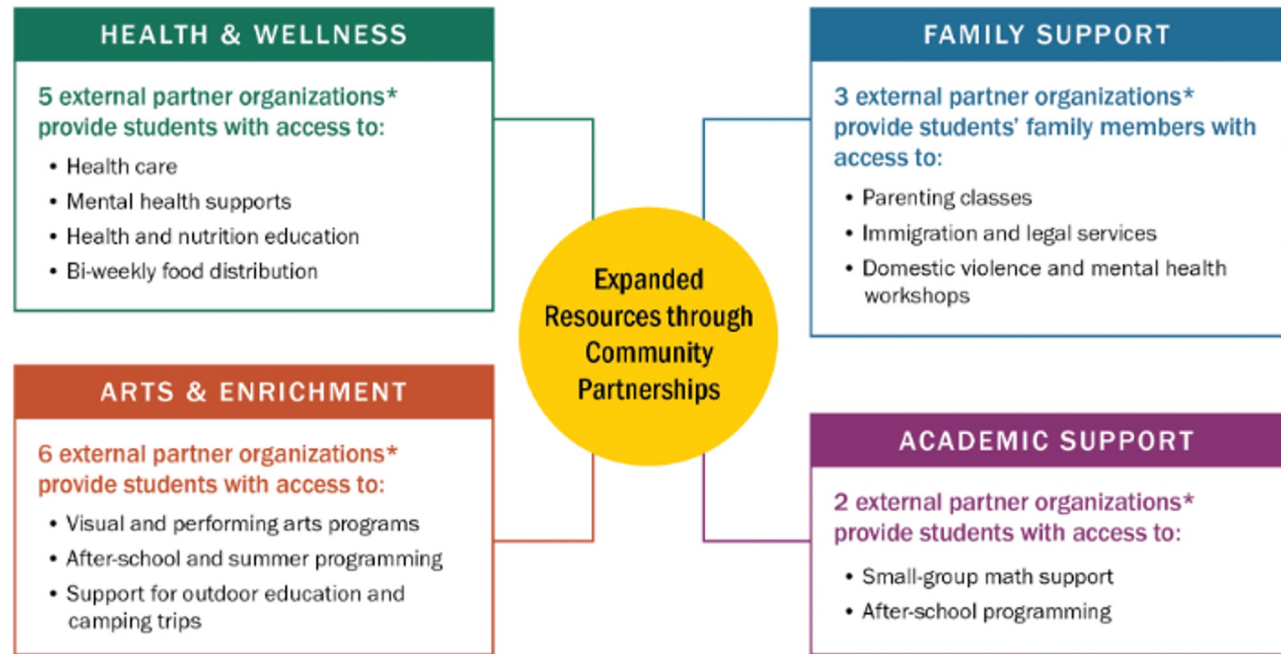 HEALTH & WELLNESS
5 external partner organizations*
provide students with access to:
• Health care
• Mental health supports
• Health and nutrition education
• Bi-weekly food distribution
FAMILY SUPPORT
3 external partner organizations*
provide students' family members with
access to:
• Parenting classes
• Immigration and legal services
• Domestic violence and mental health
workshops
Expanded
Resources through
Community
Partnerships
ARTS & ENRICHMENT
6 external partner organizations*
provide students with access to:
• Visual and performing arts programs
• After-school and summer programming
• Support for outdoor education and
camping trips
ACADEMIC SUPPORT
2 external partner organizations*
provide students with access to:
• Small-group math support
• After-school programming